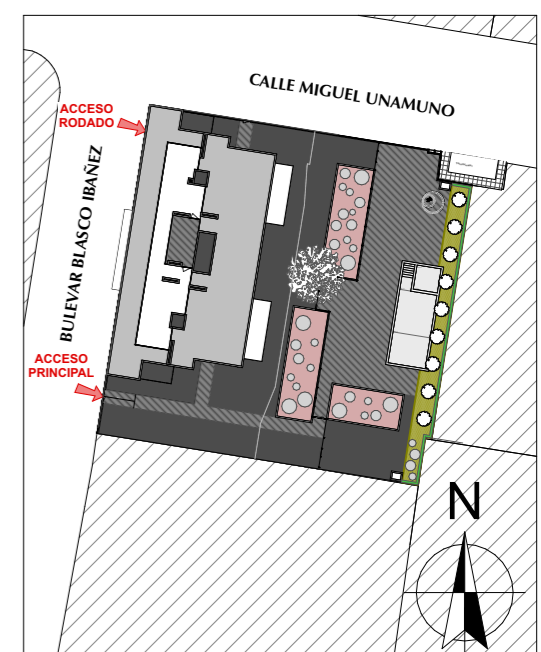 CALLE MIGUEL UNAMUNO
ACCESO
RODADO
BULEVAR BLASCO IBAÑEZ
ACCESO
PRINCIPAL
N